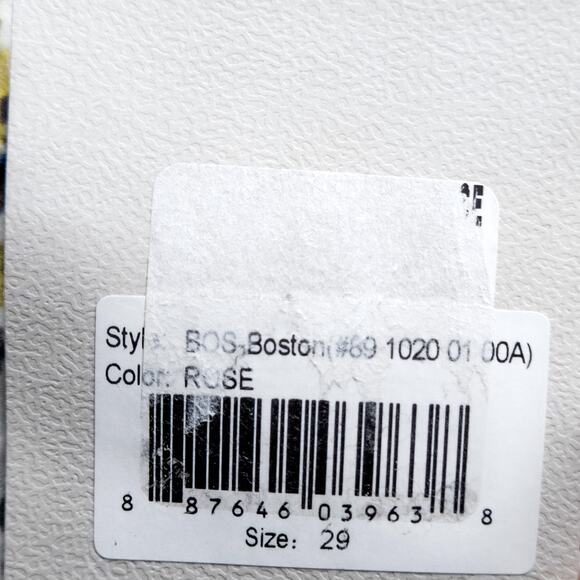 Style: BOS-Boston(#69 1020 01 00A)
Color: ROSE
8 87646 03963 8
Size: 29